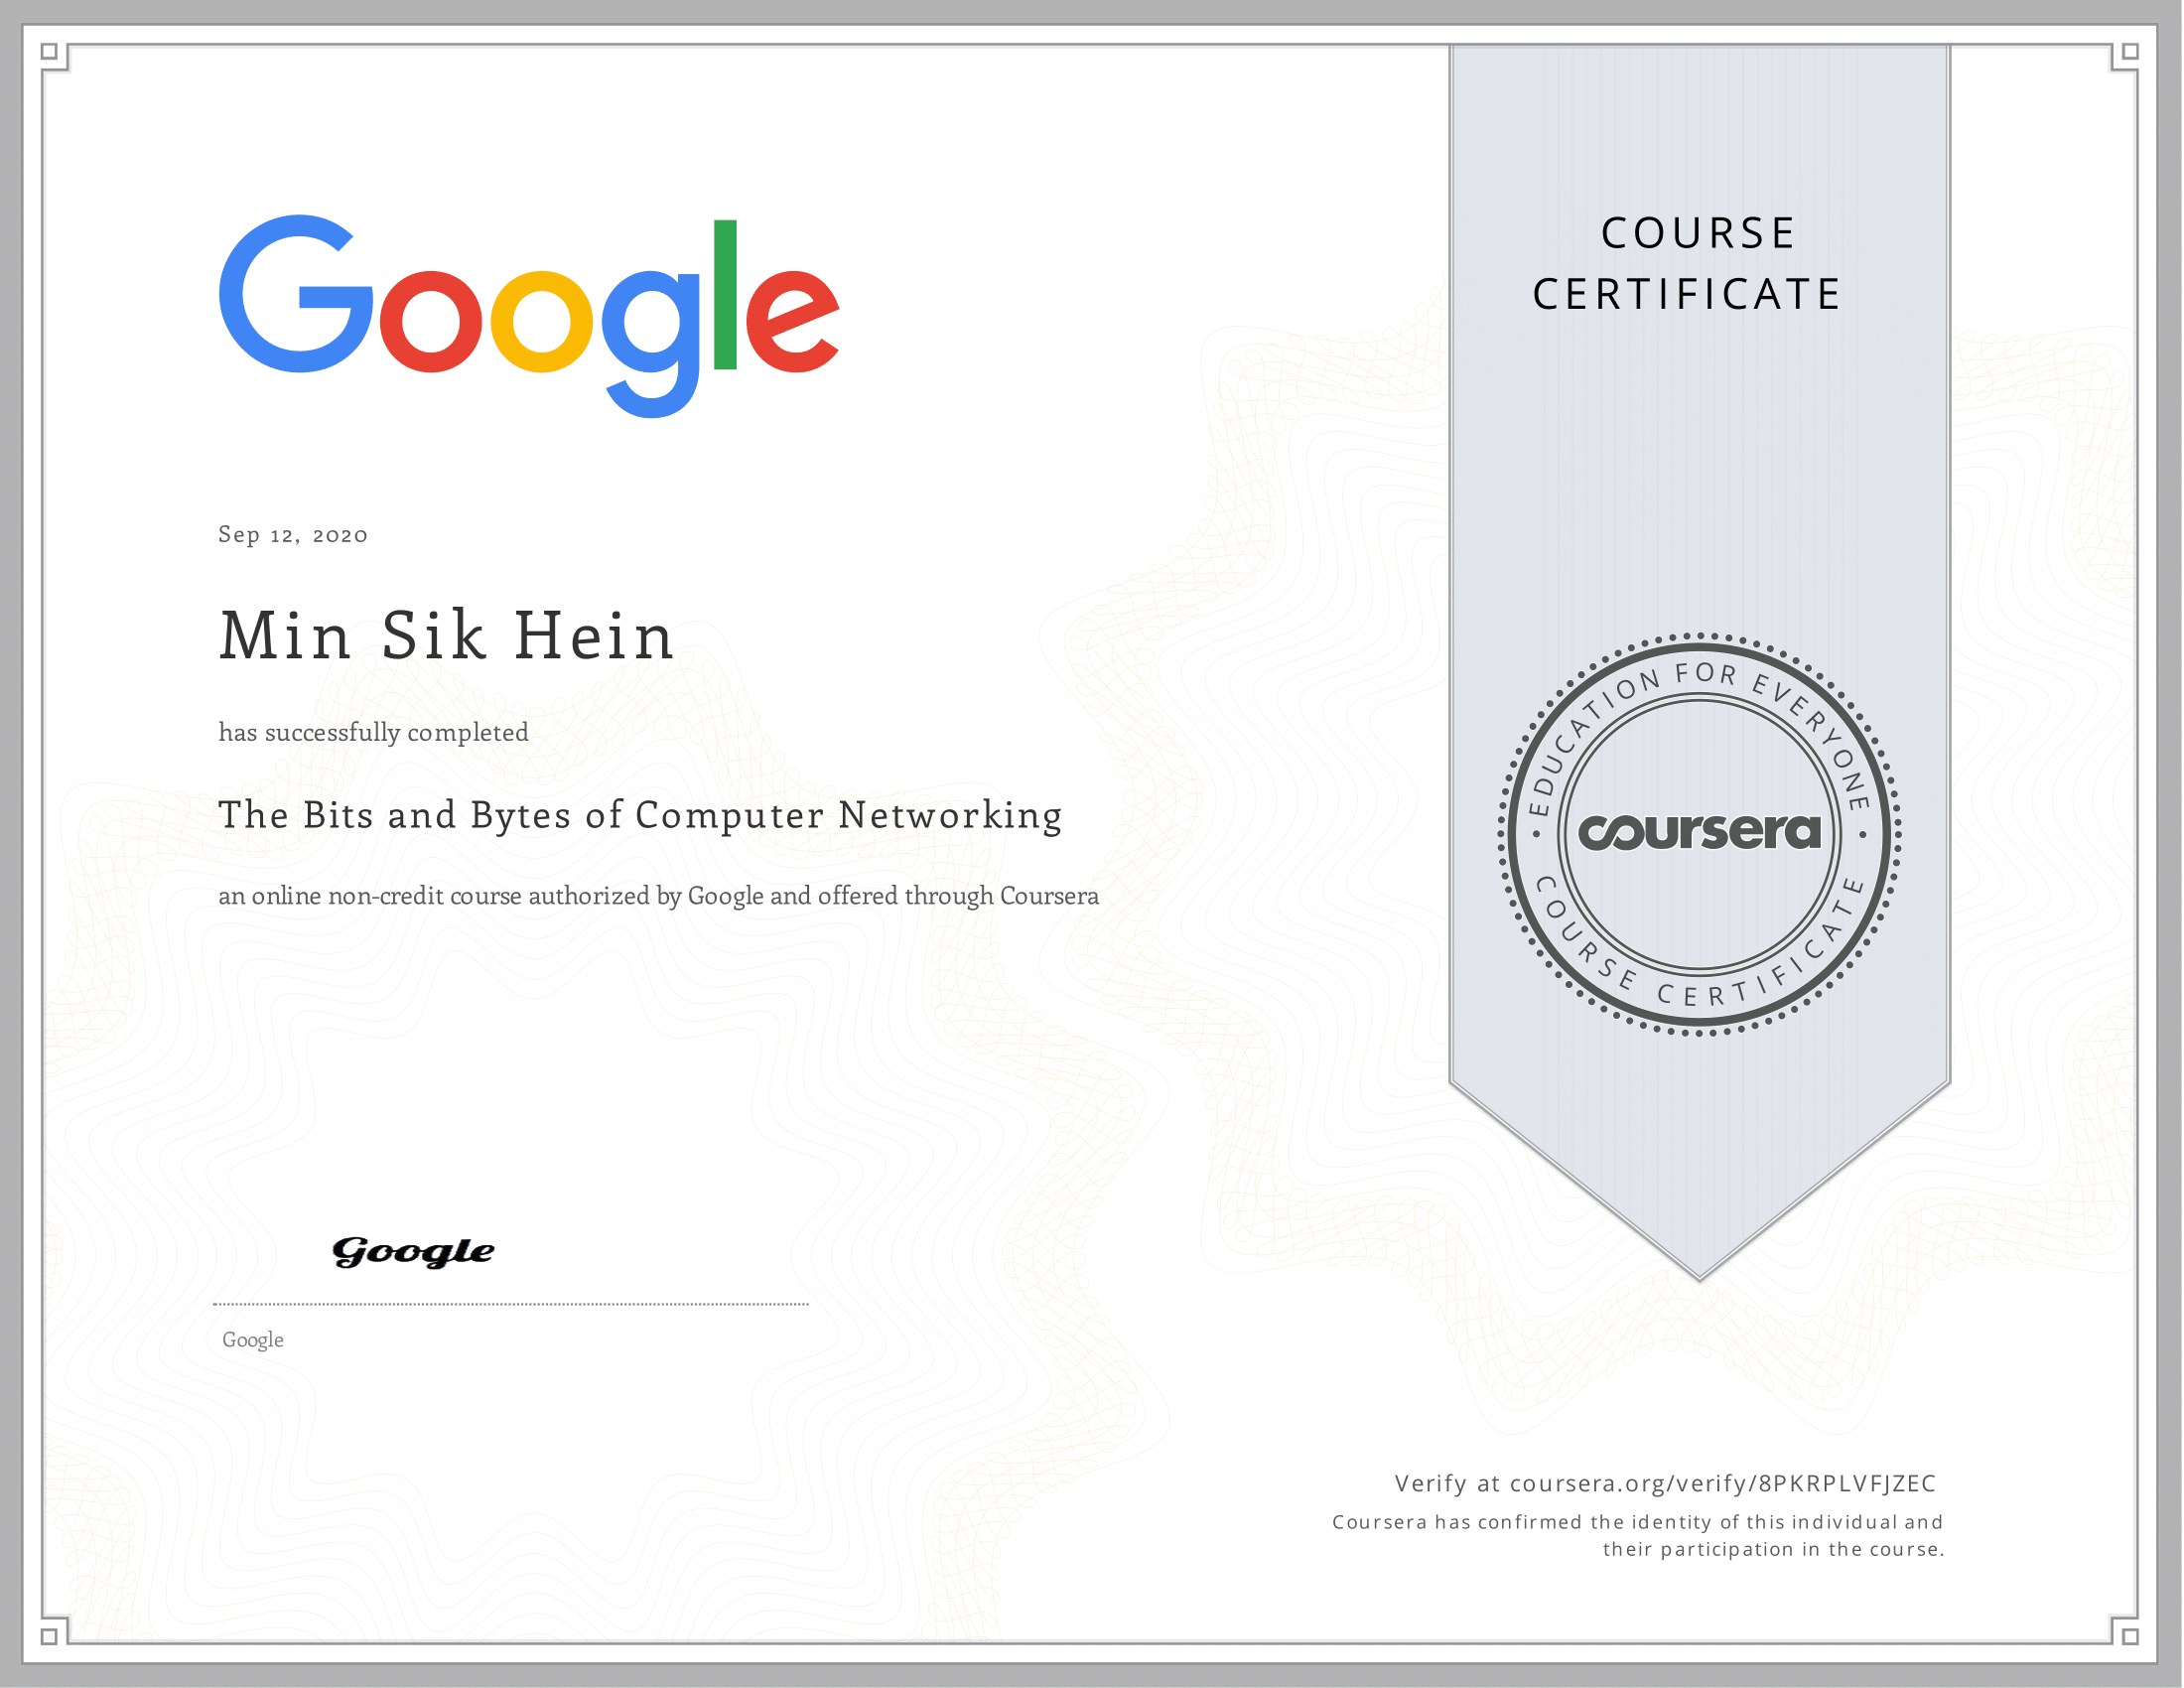 Google
COURSE
CERTIFICATE
Sep 12, 2020
Min Sik Hein
has successfully completed
The Bits and Bytes of Computer Networking
an online non-credit course authorized by Google and offered through Coursera
EDUCATION FOR EVERYONE
coursera
COURSE CERTIFICATE
Google
Google
Verify at coursera.org/verify/8PKRPLVFJZEC
Coursera has confirmed the identity of this individual and
their participation in the course.